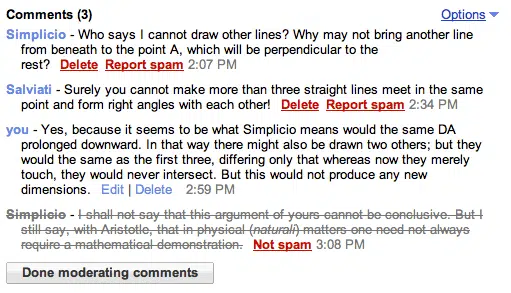 Comments (3) Options
Simplicio - Who says I cannot draw other lines? Why may not bring another line
from beneath to the point A, which will be perpendicular to the
rest? Delete Report spam 2:07 PM
Salviati - Surely you cannot make more than three straight lines meet in the same
point and form right angles with each other! Delete Report spam 2:34 PM
you - Yes, because it seems to be what Simplicio means would the same DA
prolonged downward. In that way there might also be drawn two others; but they
would the same as the first three, differing only that whereas now they merely
touch, they would never intersect. But this would not produce any new
dimensions. Edit | Delete 2:59 PM
Simplicio - I shall not say that this argument of yours cannot be conclusive. But I
still say, with Aristotle, that in physical (naturali) matters one need not always
require a mathematical demonstration. Not spam 3:08 PM
Done moderating comments